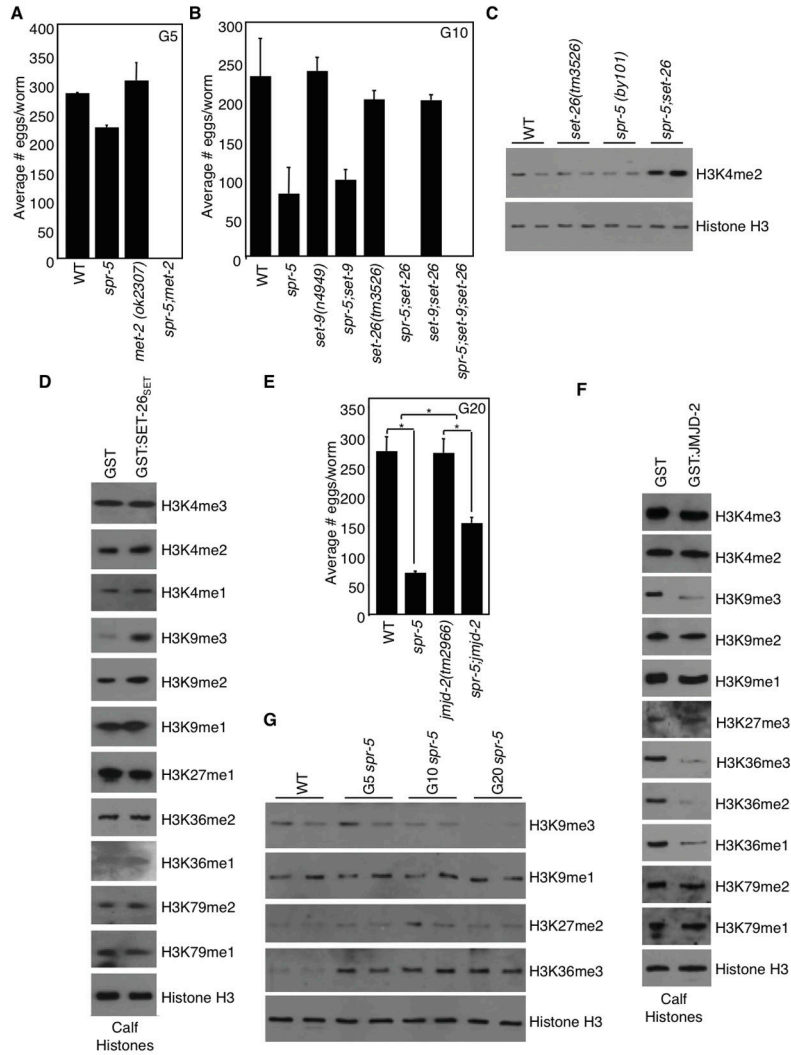 A
G5
Average # eggs/worm
400
350
300
250
200
150
100
50
0
WT
spr-5
met-2 (ok2307)
spr-5;met-2
B
G10
Average # eggs/worm
300
250
200
150
100
50
0
WT
spr-5
set-9(n4949)
spr-5;set-9
set-26(tm3526)
spr-5;set-26
set-9;set-26
spr-5;set-9;set-26
C
WT
set-26(tm3526)
spr-5 (by101)
spr-5;set-26
H3K4me2
Histone H3
D
GST
GST:SET-26SET
H3K4me3
H3K4me2
H3K4me1
H3K9me3
H3K9me2
H3K9me1
H3K27me1
H3K36me2
H3K36me1
H3K79me2
H3K79me1
Histone H3
Calf
Histones
E
G20
Average # eggs/worm
350
300
250
200
150
100
50
0
*
*
*
WT
spr-5
jmjd-2(tm2966)
spr-5;jmjd-2
F
GST
GST:JMJD-2
H3K4me3
H3K4me2
H3K9me3
H3K9me2
H3K9me1
H3K27me3
H3K36me3
H3K36me2
H3K36me1
H3K79me2
H3K79me1
Histone H3
Calf
Histones
G
WT
G5 spr-5
G10 spr-5
G20 spr-5
H3K9me3
H3K9me1
H3K27me2
H3K36me3
Histone H3